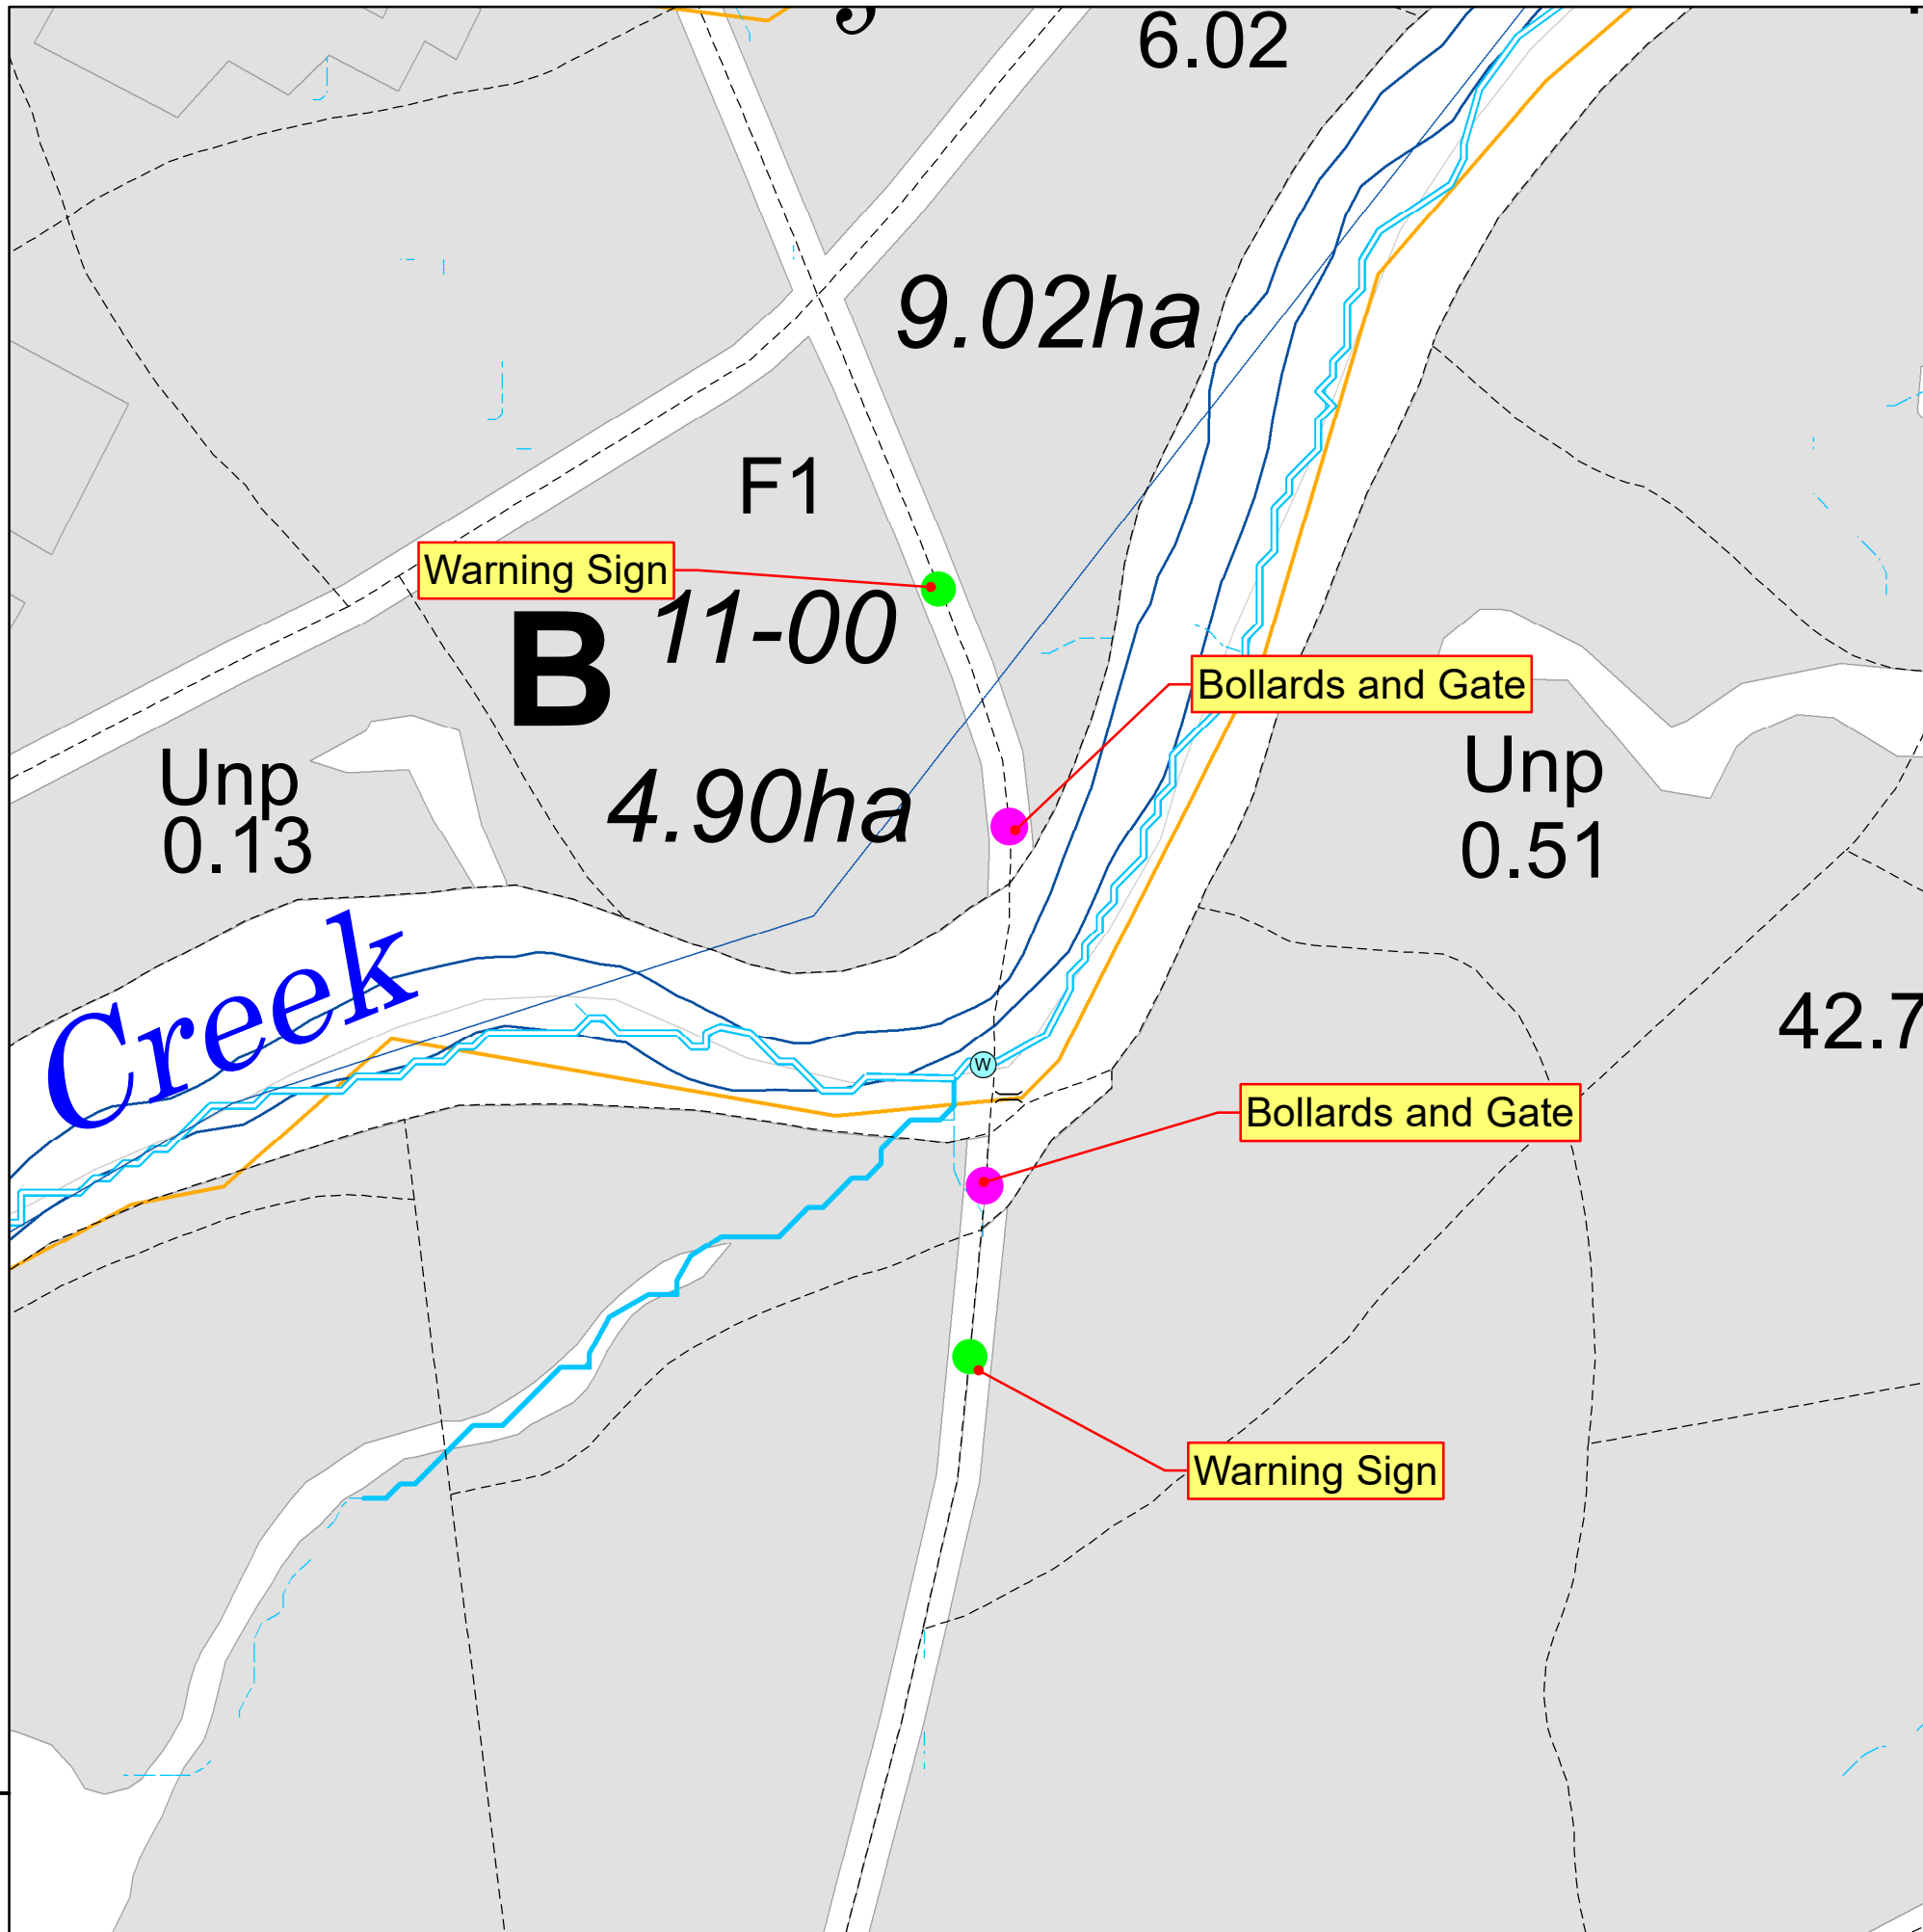 6.02
9.02ha
F1
Warning Sign
11-00
B
Bollards and Gate
Unp
0.13
4.90ha
Unp
0.51
Creek
42.7
W
Bollards and Gate
Warning Sign